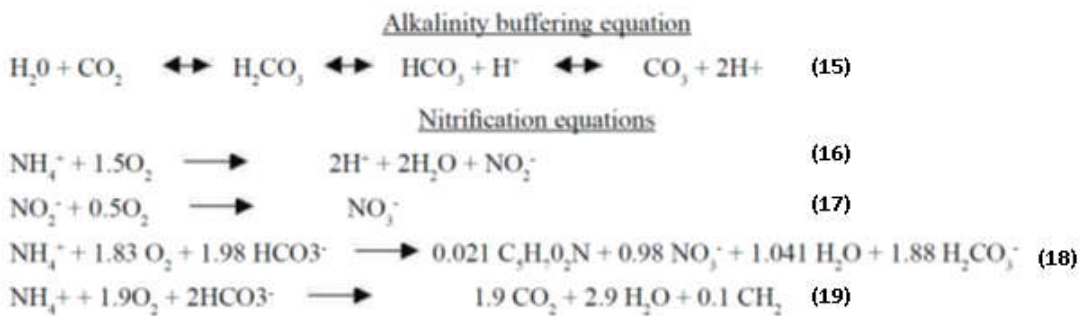 Alkalinity buffering equation
H₂0 + CO₂ ↔ H₂CO₃ ↔ HCO₃ + H⁺ ↔ CO₃ + 2H+ (15)
Nitrification equations
NH₄⁺ + 1.5O₂ → 2H⁺ + 2H₂O + NO₂⁻ (16)
NO₂⁻ + 0.5O₂ → NO₃⁻ (17)
NH₄⁺ + 1.83 O₂ + 1.98 HCO3⁻ → 0.021 C₅H₇0₂N + 0.98 NO₃⁻ + 1.041 H₂O + 1.88 H₂CO₃⁻ (18)
NH₄+ + 1.9O₂ + 2HCO3⁻ → 1.9 CO₂ + 2.9 H₂O + 0.1 CH₂ (19)